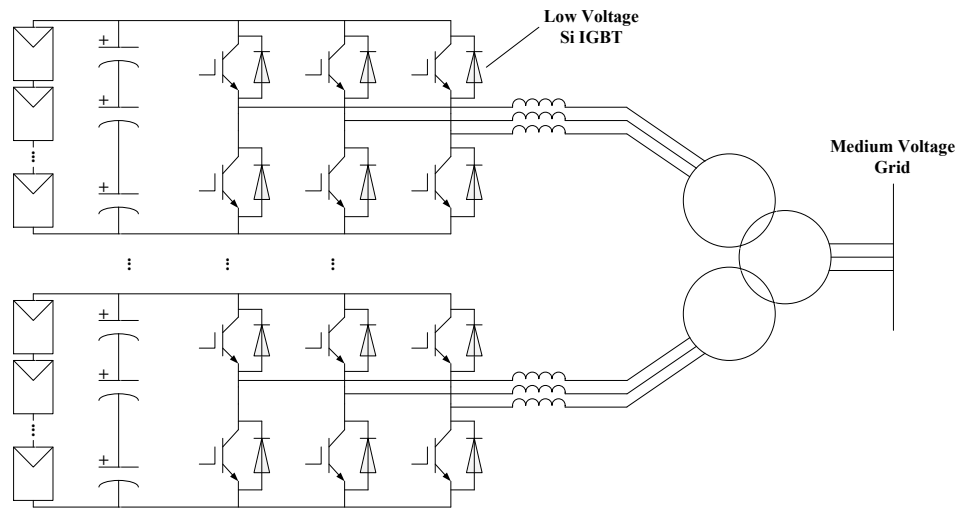 Low Voltage
Si IGBT
Medium Voltage
Grid
+
+
+
...
...
... ... ...
+
+
+
...
...